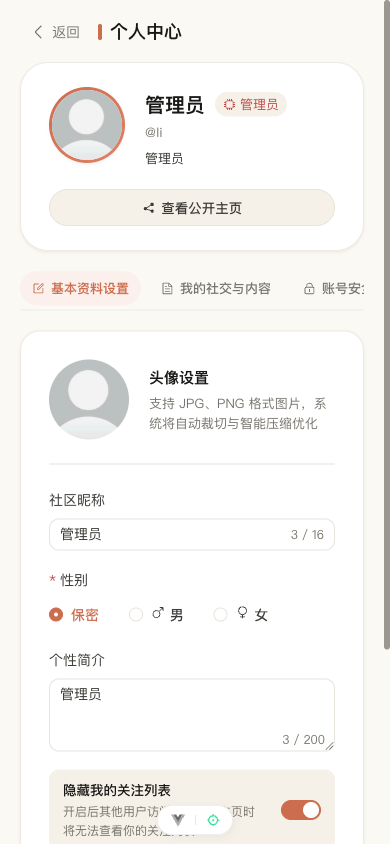 返回 个人中心
管理员 管理员
@li
管理员
查看公开主页
基本资料设置 我的社交与内容 账号安
头像设置
支持 JPG、PNG 格式图片，系
统将自动裁切与智能压缩优化
社区昵称
管理员 3 / 16
* 性别
保密 男 女
个性简介
管理员
3 / 200
隐藏我的关注列表
开启后其他用户访 页时
将无法查看你的关